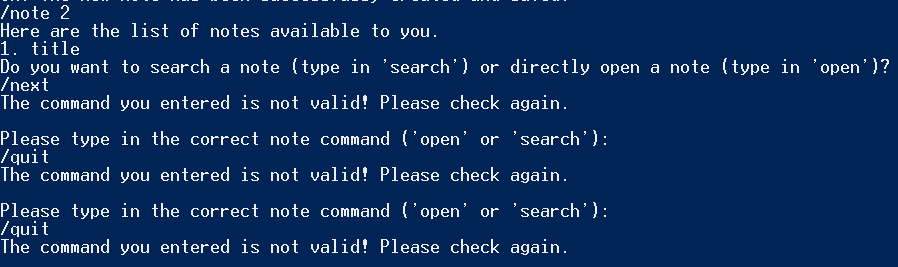 /note 2
Here are the list of notes available to you.
1. title
Do you want to search a note (type in 'search') or directly open a note (type in 'open')?
/next
The command you entered is not valid! Please check again.
Please type in the correct note command ('open' or 'search'):
/quit
The command you entered is not valid! Please check again.
Please type in the correct note command ('open' or 'search'):
/quit
The command you entered is not valid! Please check again.